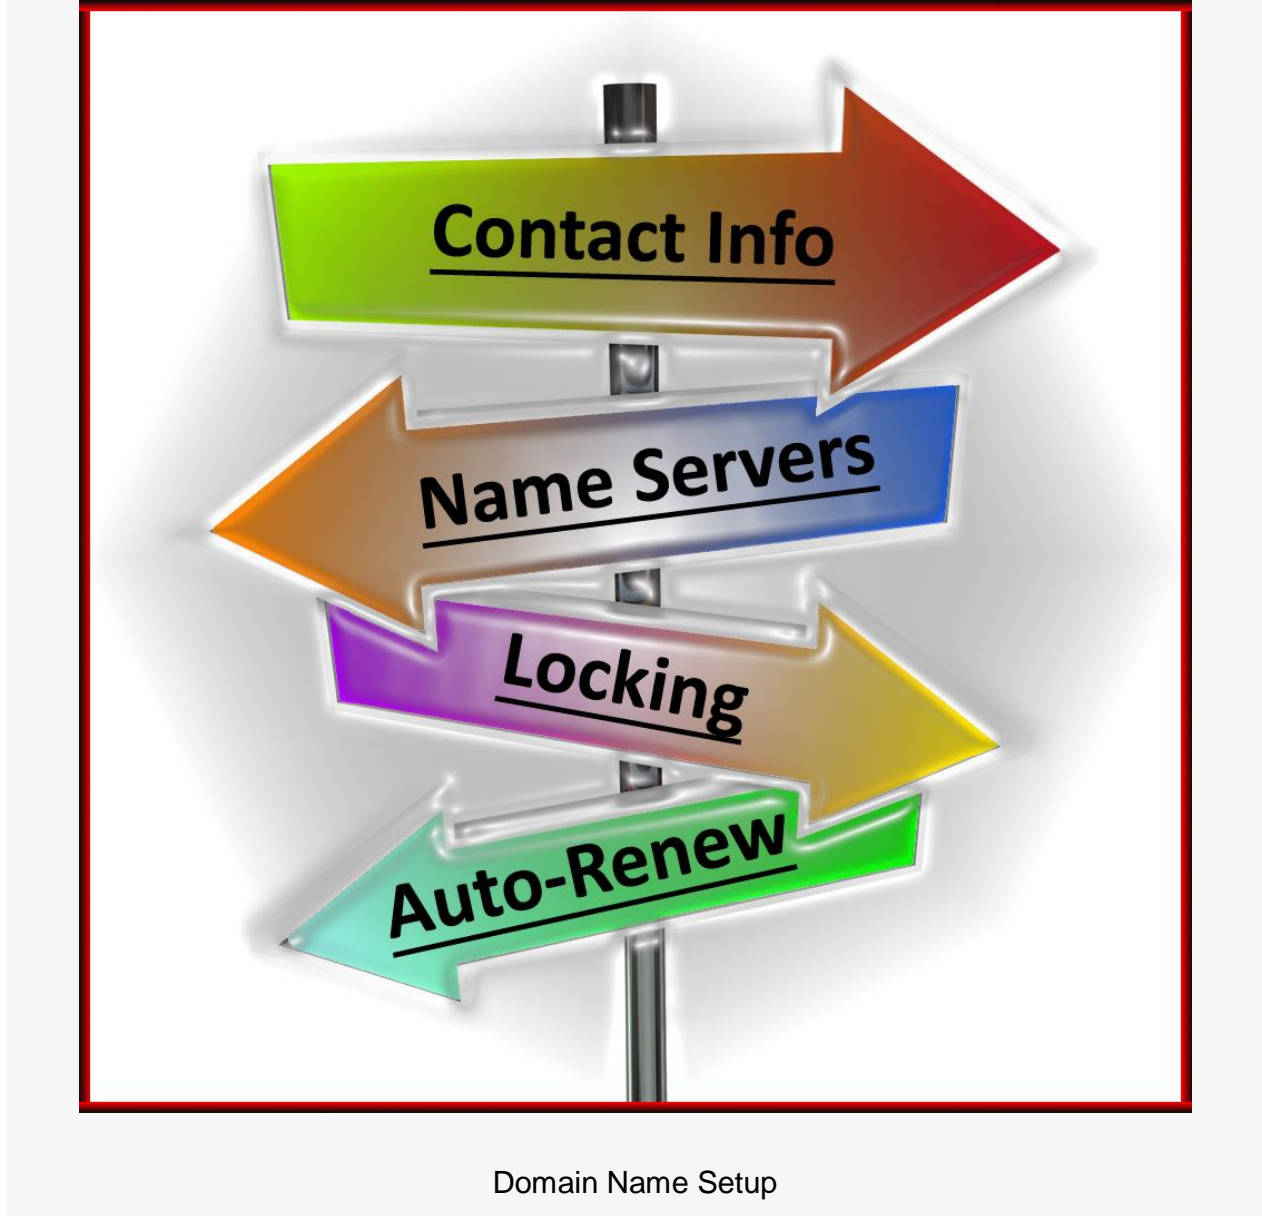 Contact Info
Name Servers
Locking
Auto-Renew
Domain Name Setup